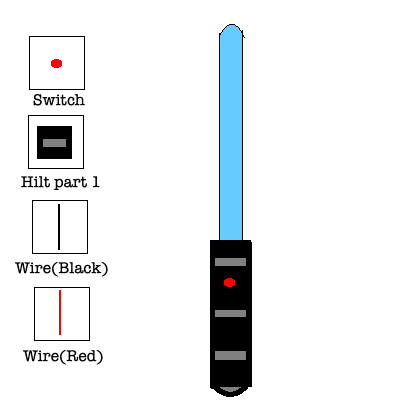 Switch
Hilt part 1
Wire(Black)
Wire(Red)